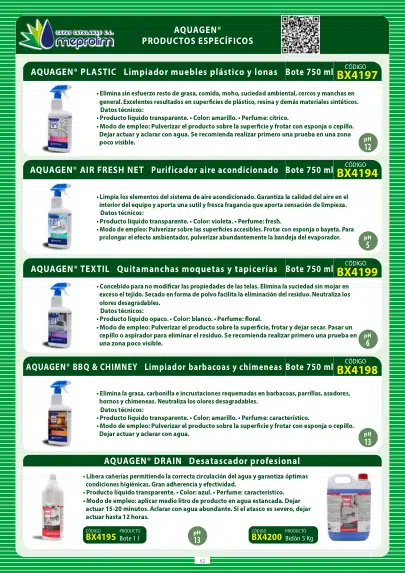 GRUPO CATALANAS S.L.
meprolim
AQUAGEN®
PRODUCTOS ESPECÍFICOS
AQUAGEN® PLASTIC Limpiador muebles plástico y lonas Bote 750 ml
CÓDIGO
BX4197
• Elimina sin esfuerzo resto de grasa, comida, moho, suciedad ambiental, cercos y manchas en
general. Excelentes resultados en superficies de plástico, resina y demás materiales sintéticos.
Datos técnicos:
• Producto líquido transparente. • Color: amarillo. • Perfume: cítrico.
• Modo de empleo: Pulverizar el producto sobre la superficie y frotar con esponja o cepillo.
Dejar actuar y aclarar con agua. Se recomienda realizar primero una prueba en una zona
poco visible.
pH
12
AQUAGEN® AIR FRESH NET Purificador aire acondicionado Bote 750 ml
CÓDIGO
BX4194
• Limpia los elementos del sistema de aire acondicionado. Garantiza la calidad del aire en el
interior del equipo y aporta una sutil y fresca fragancia que aporta sensación de limpieza.
Datos técnicos:
• Producto líquido transparente. • Color: violeta. • Perfume: fresh.
• Modo de empleo: Pulverizar sobre las superficies accesibles. Frotar con esponja o bayeta. Para
prolongar el efecto ambientador, pulverizar abundantemente la bandeja del evaporador.
pH
5
AQUAGEN® TEXTIL Quitamanchas moquetas y tapicerías Bote 750 ml
CÓDIGO
BX4199
• Concebido para no modificar las propiedades de las telas. Elimina la suciedad sin mojar en
exceso el tejido. Secado en forma de polvo facilita la eliminación del residuo. Neutraliza los
olores desagradables.
Datos técnicos:
• Producto líquido opaco. • Color: blanco. • Perfume: floral.
• Modo de empleo: Pulverizar el producto sobre la superficie, frotar y dejar secar. Pasar un
cepillo o aspirador para eliminar el residuo. Se recomienda realizar primero una prueba en
una zona poco visible.
pH
6
AQUAGEN® BBQ & CHIMNEY Limpiador barbacoas y chimeneas Bote 750 ml
CÓDIGO
BX4198
• Elimina la grasa, carbonilla e incrustaciones requemadas en barbacoas, parrillas, asadores,
hornos y chimeneas. Neutraliza los olores desagradables.
Datos técnicos:
• Producto líquido transparente. • Color: amarillo. • Perfume: característico.
• Modo de empleo: Pulverizar el producto sobre la superficie y frotar con esponja o cepillo.
Dejar actuar y aclarar con agua.
pH
13
AQUAGEN® DRAIN Desatascador profesional
• Libera cañerías permitiendo la correcta circulación del agua y garantiza óptimas
condiciones higiénicas. Gran adherencia y efectividad.
• Producto líquido transparente. • Color: azul. • Perfume: característico.
• Modo de empleo: aplicar medio litro de producto en agua estancada. Dejar
actuar 15-20 minutos. Aclarar con agua abundante. Si el atasco es severo, dejar
actuar hasta 12 horas.
CÓDIGO PRODUCTO
BX4195 Bote 1 l
pH
13
CÓDIGO PRODUCTO
BX4200 Bidón 5 Kg
62